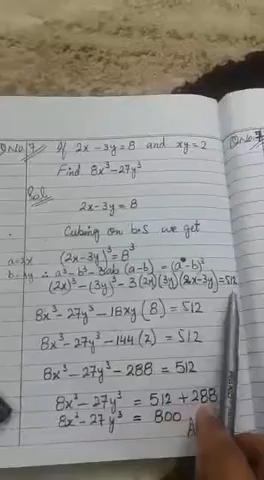 Q.no.7 If 2x - 3y = 8 and xy = 2
Find 8x³ - 27y³
Sol:
2x - 3y = 8
Cubing on b.s we get
a=2x (2x - 3y)³ = 8³
b=3y ∴ a³ - b³ - 3ab (a-b) = (a-b)³
(2x)³ - (3y)³ - 3(2x)(3y)(2x-3y) = 512
8x³ - 27y³ - 18xy (8) = 512
8x³ - 27y³ - 144 (2) = 512
8x³ - 27y³ - 288 = 512
8x³ - 27y³ = 512 + 288
8x³ - 27y³ = 800
Q.no.7